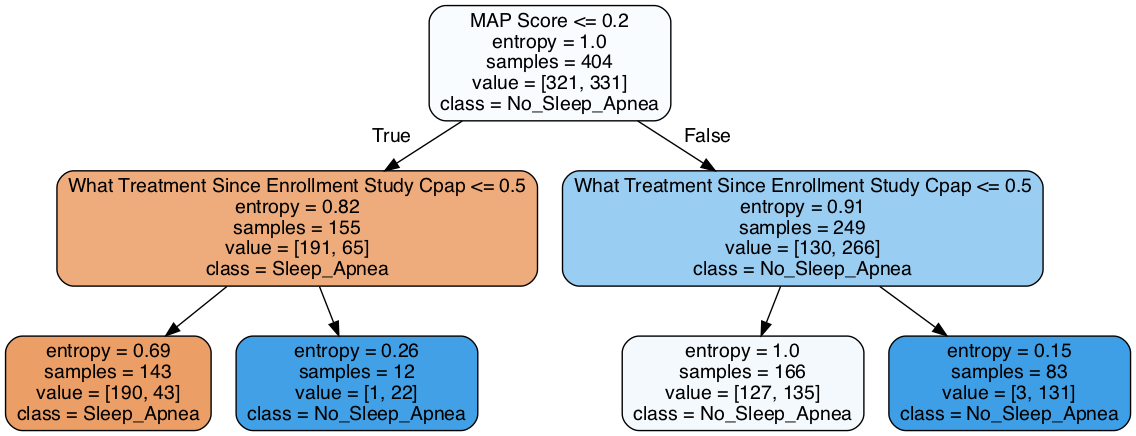 MAP Score <= 0.2
entropy = 1.0
samples = 404
value = [321, 331]
class = No_Sleep_Apnea
True
False
What Treatment Since Enrollment Study Cpap <= 0.5
entropy = 0.82
samples = 155
value = [191, 65]
class = Sleep_Apnea
What Treatment Since Enrollment Study Cpap <= 0.5
entropy = 0.91
samples = 249
value = [130, 266]
class = No_Sleep_Apnea
entropy = 0.69
samples = 143
value = [190, 43]
class = Sleep_Apnea
entropy = 0.26
samples = 12
value = [1, 22]
class = No_Sleep_Apnea
entropy = 1.0
samples = 166
value = [127, 135]
class = No_Sleep_Apnea
entropy = 0.15
samples = 83
value = [3, 131]
class = No_Sleep_Apnea